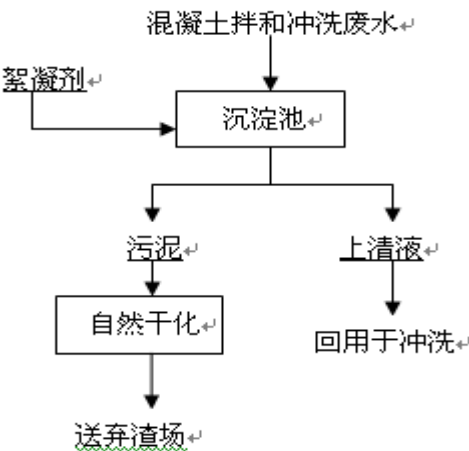 混凝土拌和冲洗废水
絮凝剂
沉淀池
污泥
上清液
自然干化
回用于冲洗
送弃渣场